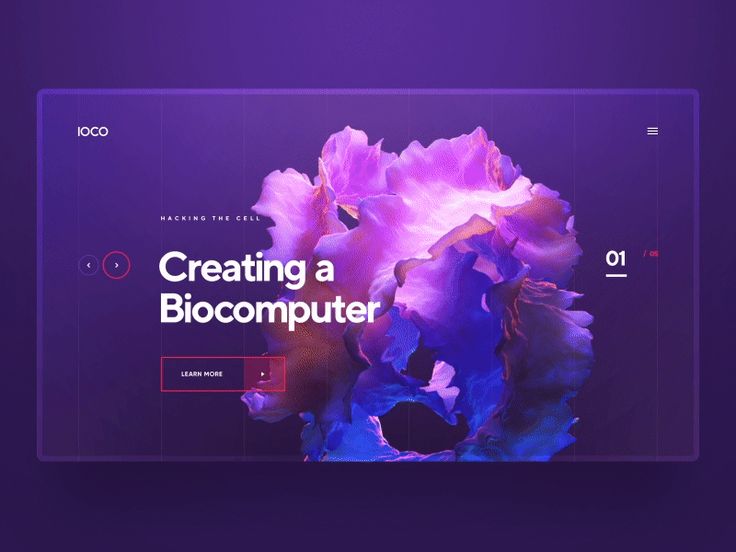 IOCO
HACKING THE CELL
Creating a
Biocomputer
LEARN MORE
01
/ 05